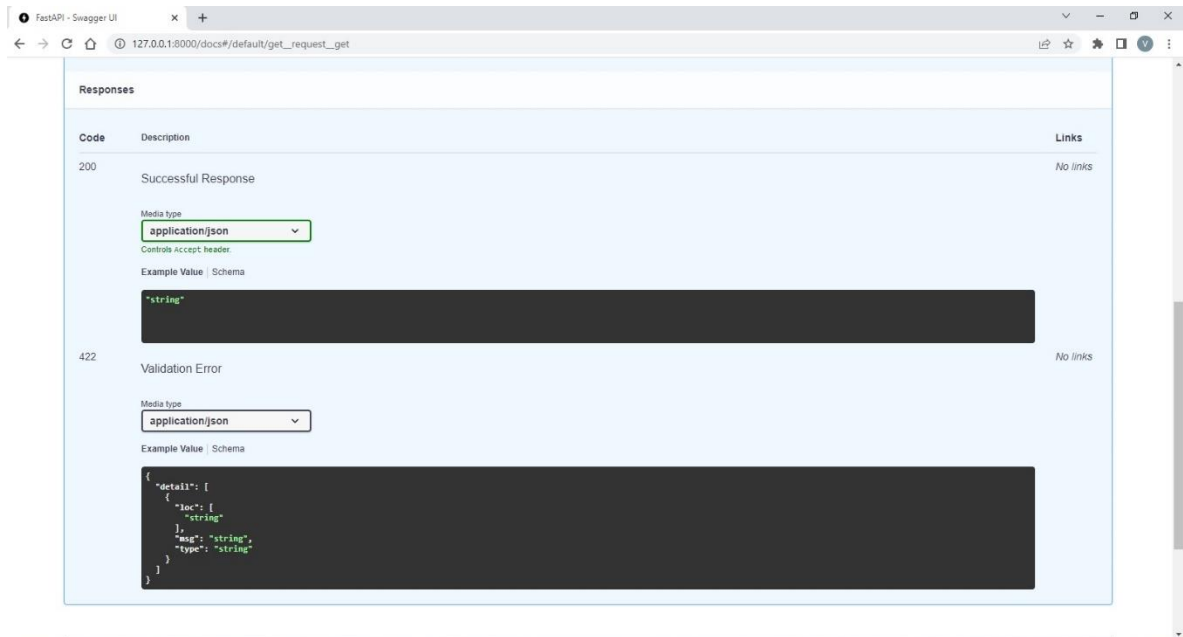 FastAPI - Swagger UI
127.0.0.1:8000/docs#/default/get_request_get
V
Responses
Code Description Links
200 Successful Response No links
Media type
application/json
Controls Accept header.
Example Value Schema
"string"
422 Validation Error No links
Media type
application/json
Example Value Schema
{
"detail": [
{
"loc": [
"string"
],
"msg": "string",
"type": "string"
}
]
}